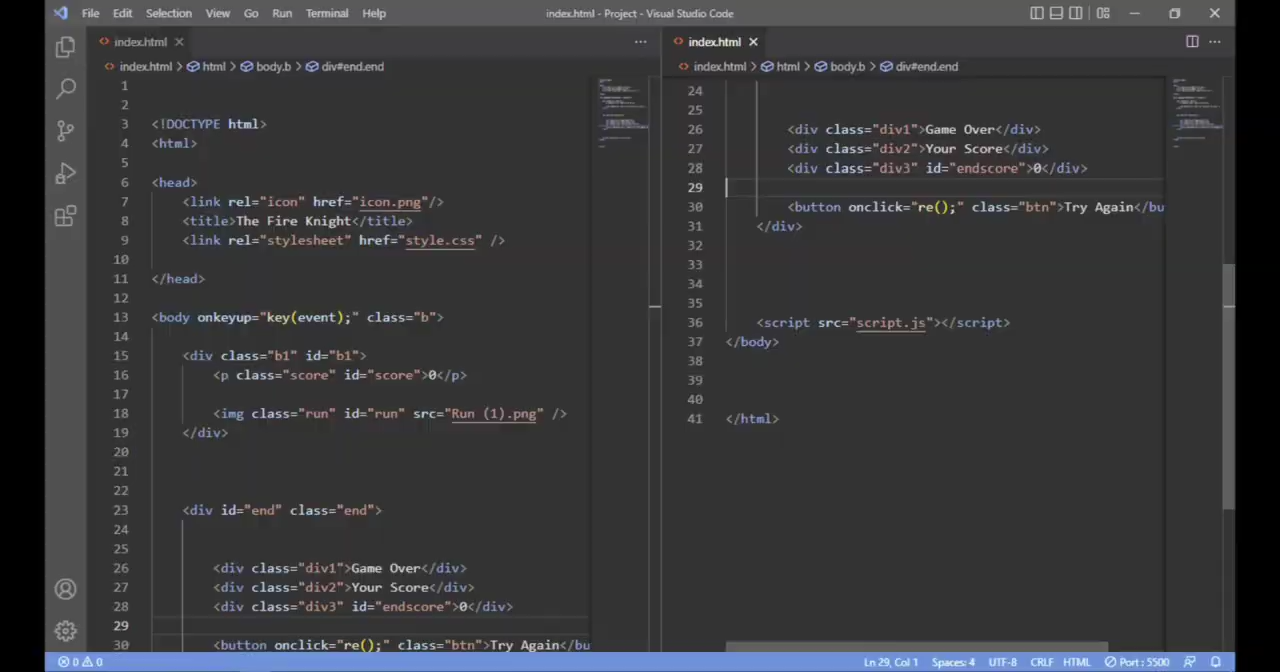 File Edit Selection View Go Run Terminal Help
index.html - Project - Visual Studio Code
index.html
index.html > html > body.b > div#end.end
1
2
3 <!DOCTYPE html>
4 <html>
5
6 <head>
7 <link rel="icon" href="icon.png"/>
8 <title>The Fire Knight</title>
9 <link rel="stylesheet" href="style.css" />
10
11 </head>
12
13 <body onkeyup="key(event);" class="b">
14
15 <div class="b1" id="b1">
16 <p class="score" id="score">0</p>
17
18 <img class="run" id="run" src="Run (1).png" />
19 </div>
20
21
22
23 <div id="end" class="end">
24
25
26 <div class="div1">Game Over</div>
27 <div class="div2">Your Score</div>
28 <div class="div3" id="endscore">0</div>
29
30 <button onclick="re();" class="btn">Try Again</bu
index.html
index.html > html > body.b > div#end.end
24
25
26 <div class="div1">Game Over</div>
27 <div class="div2">Your Score</div>
28 <div class="div3" id="endscore">0</div>
29
30 <button onclick="re();" class="btn">Try Again</bu
31 </div>
32
33
34
35
36 <script src="script.js"></script>
37 </body>
38
39
40
41 </html>
0 0 Ln 29, Col 1 Spaces: 4 UTF-8 CRLF HTML Port : 5500